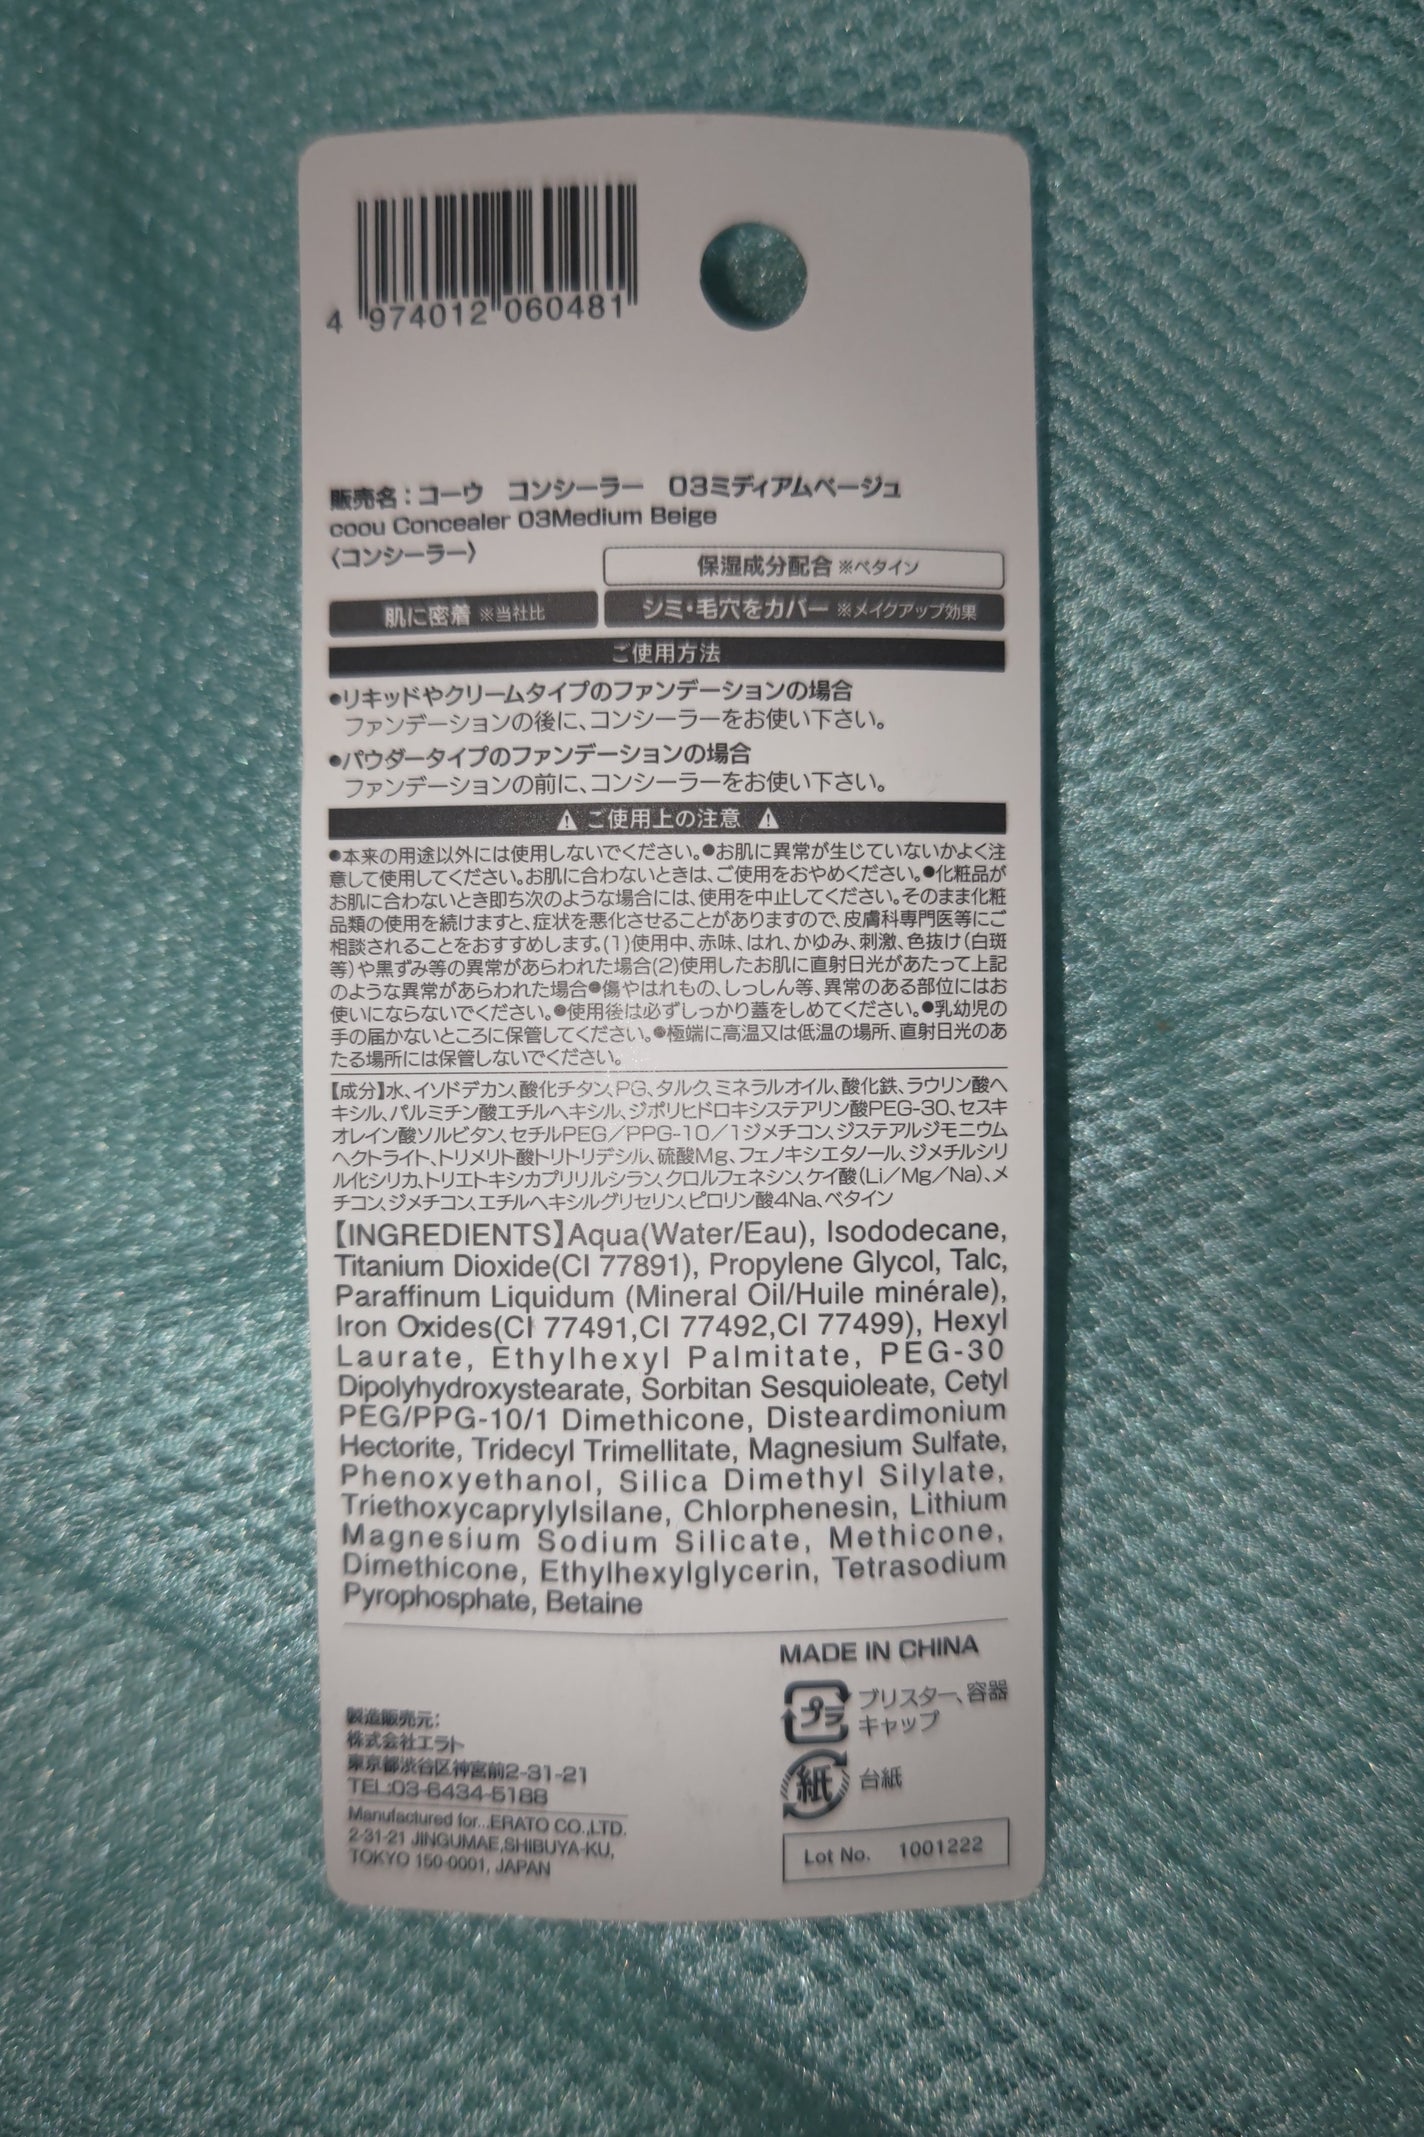 4 974012 060481
販売名：コーウ　コンシーラー　03ミディアムベージュ
coou Concealer 03Medium Beige
〈コンシーラー〉
保湿成分配合 ※ベタイン
肌に密着 ※当社比
シミ・毛穴をカバー ※メイクアップ効果
ご使用方法
●リキッドやクリームタイプのファンデーションの場合
ファンデーションの後に、コンシーラーをお使い下さい。
●パウダータイプのファンデーションの場合
ファンデーションの前に、コンシーラーをお使い下さい。
⚠ ご使用上の注意 ⚠
●本来の用途以外には使用しないでください。●お肌に異常が生じていないかよく注
意して使用してください。お肌に合わないときは、ご使用をおやめください。●化粧品が
お肌に合わないとき即ち次のような場合には、使用を中止してください。そのまま化粧
品類の使用を続けますと、症状を悪化させることがありますので、皮膚科専門医等にご
相談されることをおすすめします。(1)使用中、赤味、はれ、かゆみ、刺激、色抜け(白斑
等)や黒ずみ等の異常があらわれた場合(2)使用したお肌に直射日光があたって上記
のような異常があらわれた場合●傷やはれもの、しっしん等、異常のある部位にはお
使いにならないでください。●使用後は必ずしっかり蓋をしめてください。●乳幼児の
手の届かないところに保管してください。●極端に高温又は低温の場所、直射日光のあ
たる場所には保管しないでください。
【成分】水、イソドデカン、酸化チタン、PG、タルク、ミネラルオイル、酸化鉄、ラウリン酸ヘ
キシル、パルミチン酸エチルヘキシル、ジポリヒドロキシステアリン酸PEG-30、セスキ
オレイン酸ソルビタン、セチルPEG／PPG-10／1ジメチコン、ジステアルジモニウム
ヘクトライト、トリメリト酸トリトリデシル、硫酸Mg、フェノキシエタノール、ジメチルシリ
ル化シリカ、トリエトキシカプリリルシラン、クロルフェネシン、ケイ酸(Li／Mg／Na)、メ
チコン、ジメチコン、エチルヘキシルグリセリン、ピロリン酸4Na、ベタイン
【INGREDIENTS】Aqua(Water/Eau), Isododecane,
Titanium Dioxide(CI 77891), Propylene Glycol, Talc,
Paraffinum Liquidum (Mineral Oil/Huile minérale),
Iron Oxides(CI 77491,CI 77492,CI 77499), Hexyl
Laurate, Ethylhexyl Palmitate, PEG-30
Dipolyhydroxystearate, Sorbitan Sesquioleate, Cetyl
PEG/PPG-10/1 Dimethicone, Disteardimonium
Hectorite, Tridecyl Trimellitate, Magnesium Sulfate,
Phenoxyethanol, Silica Dimethyl Silylate,
Triethoxycaprylylsilane, Chlorphenesin, Lithium
Magnesium Sodium Silicate, Methicone,
Dimethicone, Ethylhexylglycerin, Tetrasodium
Pyrophosphate, Betaine
MADE IN CHINA
プラ
ブリスター、容器
キャップ
紙
台紙
製造販売元:
株式会社エラト
東京都渋谷区神宮前2-31-21
TEL:03-6434-5188
Manufactured for...ERATO CO.,LTD.
2-31-21 JINGUMAE,SHIBUYA-KU,
TOKYO 150-0001, JAPAN
Lot No. 1001222